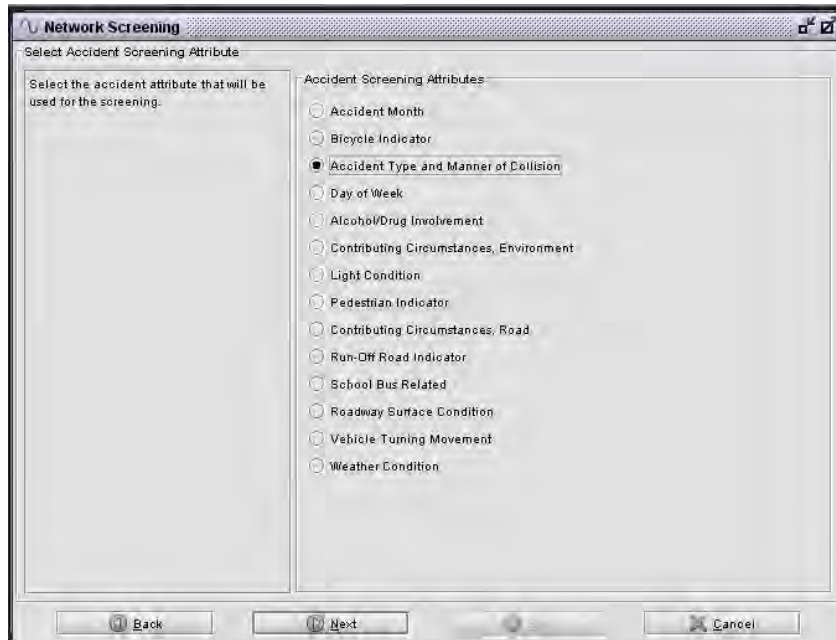 Network Screening
Select Accident Screening Attribute
Select the accident attribute that will be
used for the screening.
Accident Screening Attributes
Accident Month
Bicycle Indicator
Accident Type and Manner of Collision
Day of Week
Alcohol/Drug Involvement
Contributing Circumstances, Environment
Light Condition
Pedestrian Indicator
Contributing Circumstances, Road
Run-Off Road Indicator
School Bus Related
Roadway Surface Condition
Vehicle Turning Movement
Weather Condition
Back
Next
Cancel